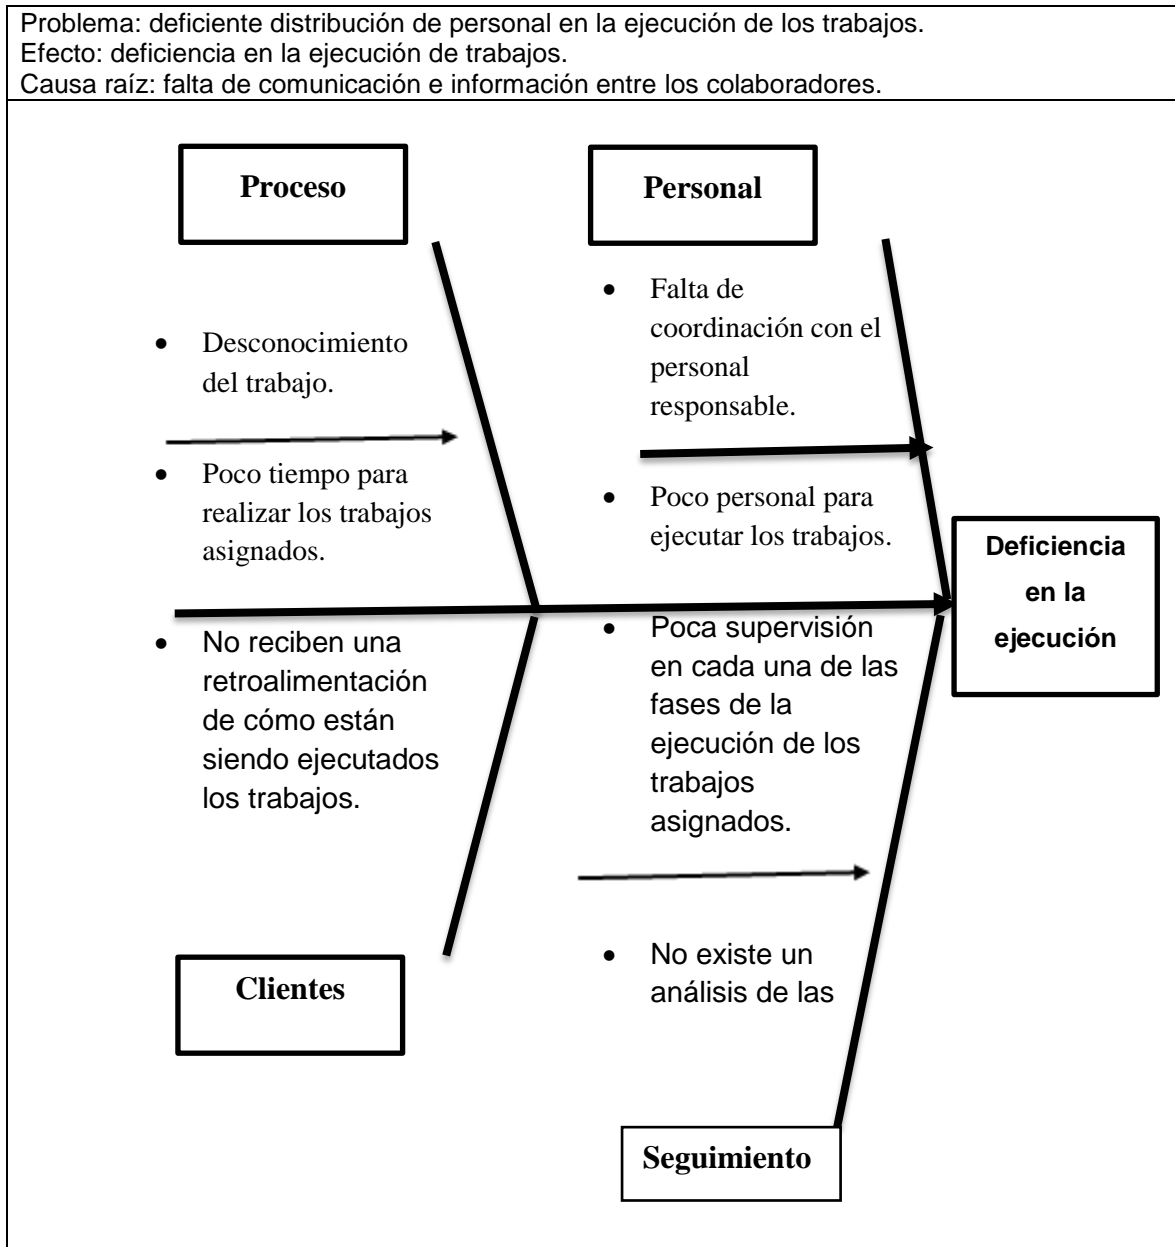 Problema: deficiente distribución de personal en la ejecución de los trabajos.
Efecto: deficiencia en la ejecución de trabajos.
Causa raíz: falta de comunicación e información entre los colaboradores.
Proceso
Personal
• Desconocimiento
del trabajo.
• Poco tiempo para
realizar los trabajos
asignados.
• Falta de
coordinación con el
personal
responsable.
• Poco personal para
ejecutar los trabajos.
Deficiencia
en la
ejecución
• No reciben una
retroalimentación
de cómo están
siendo ejecutados
los trabajos.
• Poca supervisión
en cada una de las
fases de la
ejecución de los
trabajos
asignados.
• No existe un
análisis de las
Clientes
Seguimiento